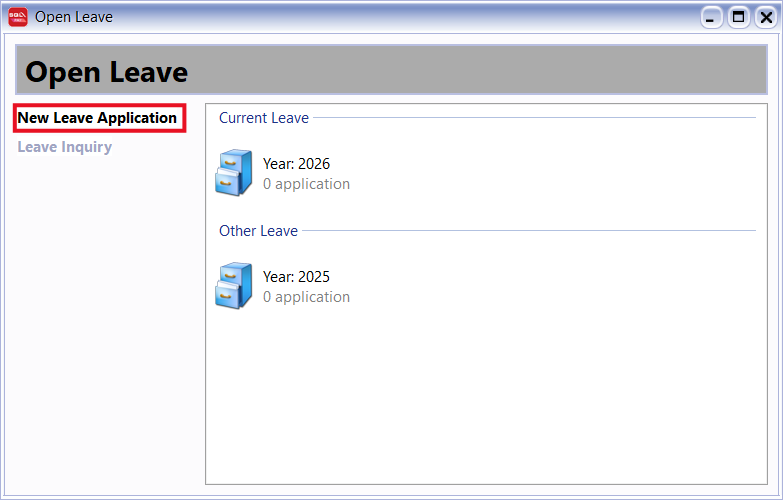 Open Leave
Open Leave
New Leave Application
Leave Inquiry
Current Leave
Year: 2026
0 application
Other Leave
Year: 2025
0 application